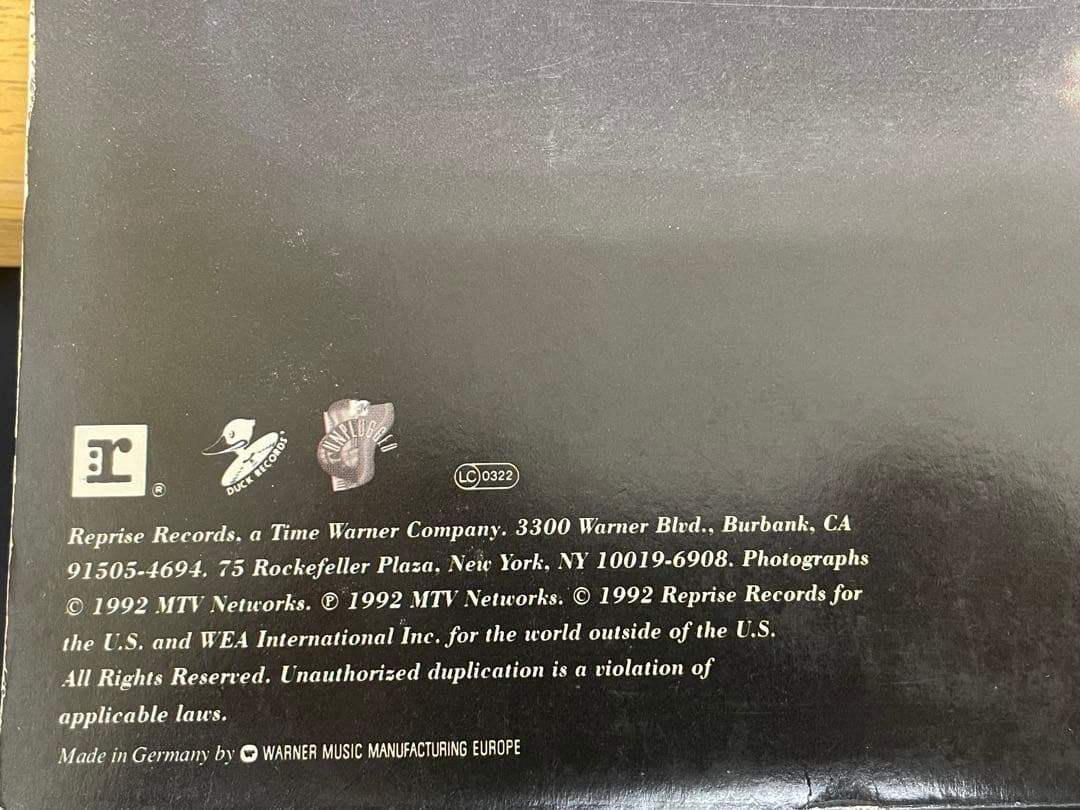 r ®
DUCK RECORDS
UNPLUGGED
LC 0322
Reprise Records, a Time Warner Company. 3300 Warner Blvd., Burbank, CA
91505-4694. 75 Rockefeller Plaza, New York, NY 10019-6908. Photographs
© 1992 MTV Networks. ℗ 1992 MTV Networks. © 1992 Reprise Records for
the U.S. and WEA International Inc. for the world outside of the U.S.
All Rights Reserved. Unauthorized duplication is a violation of
applicable laws.
Made in Germany by WARNER MUSIC MANUFACTURING EUROPE